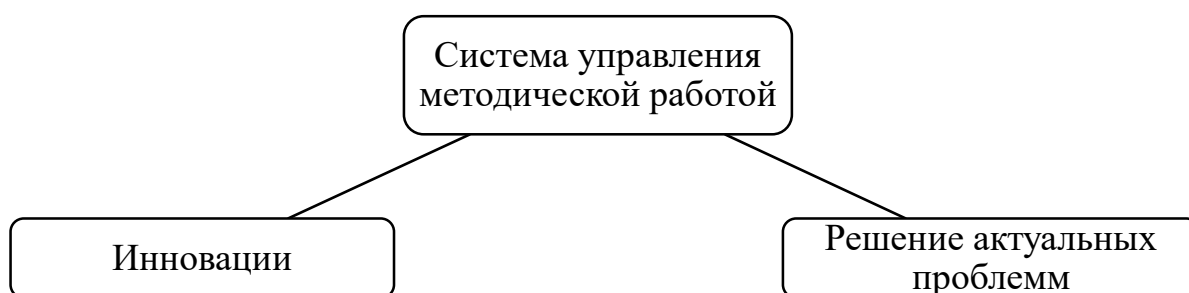 Система управления
методической работой
Инновации
Решение актуальных
проблемм